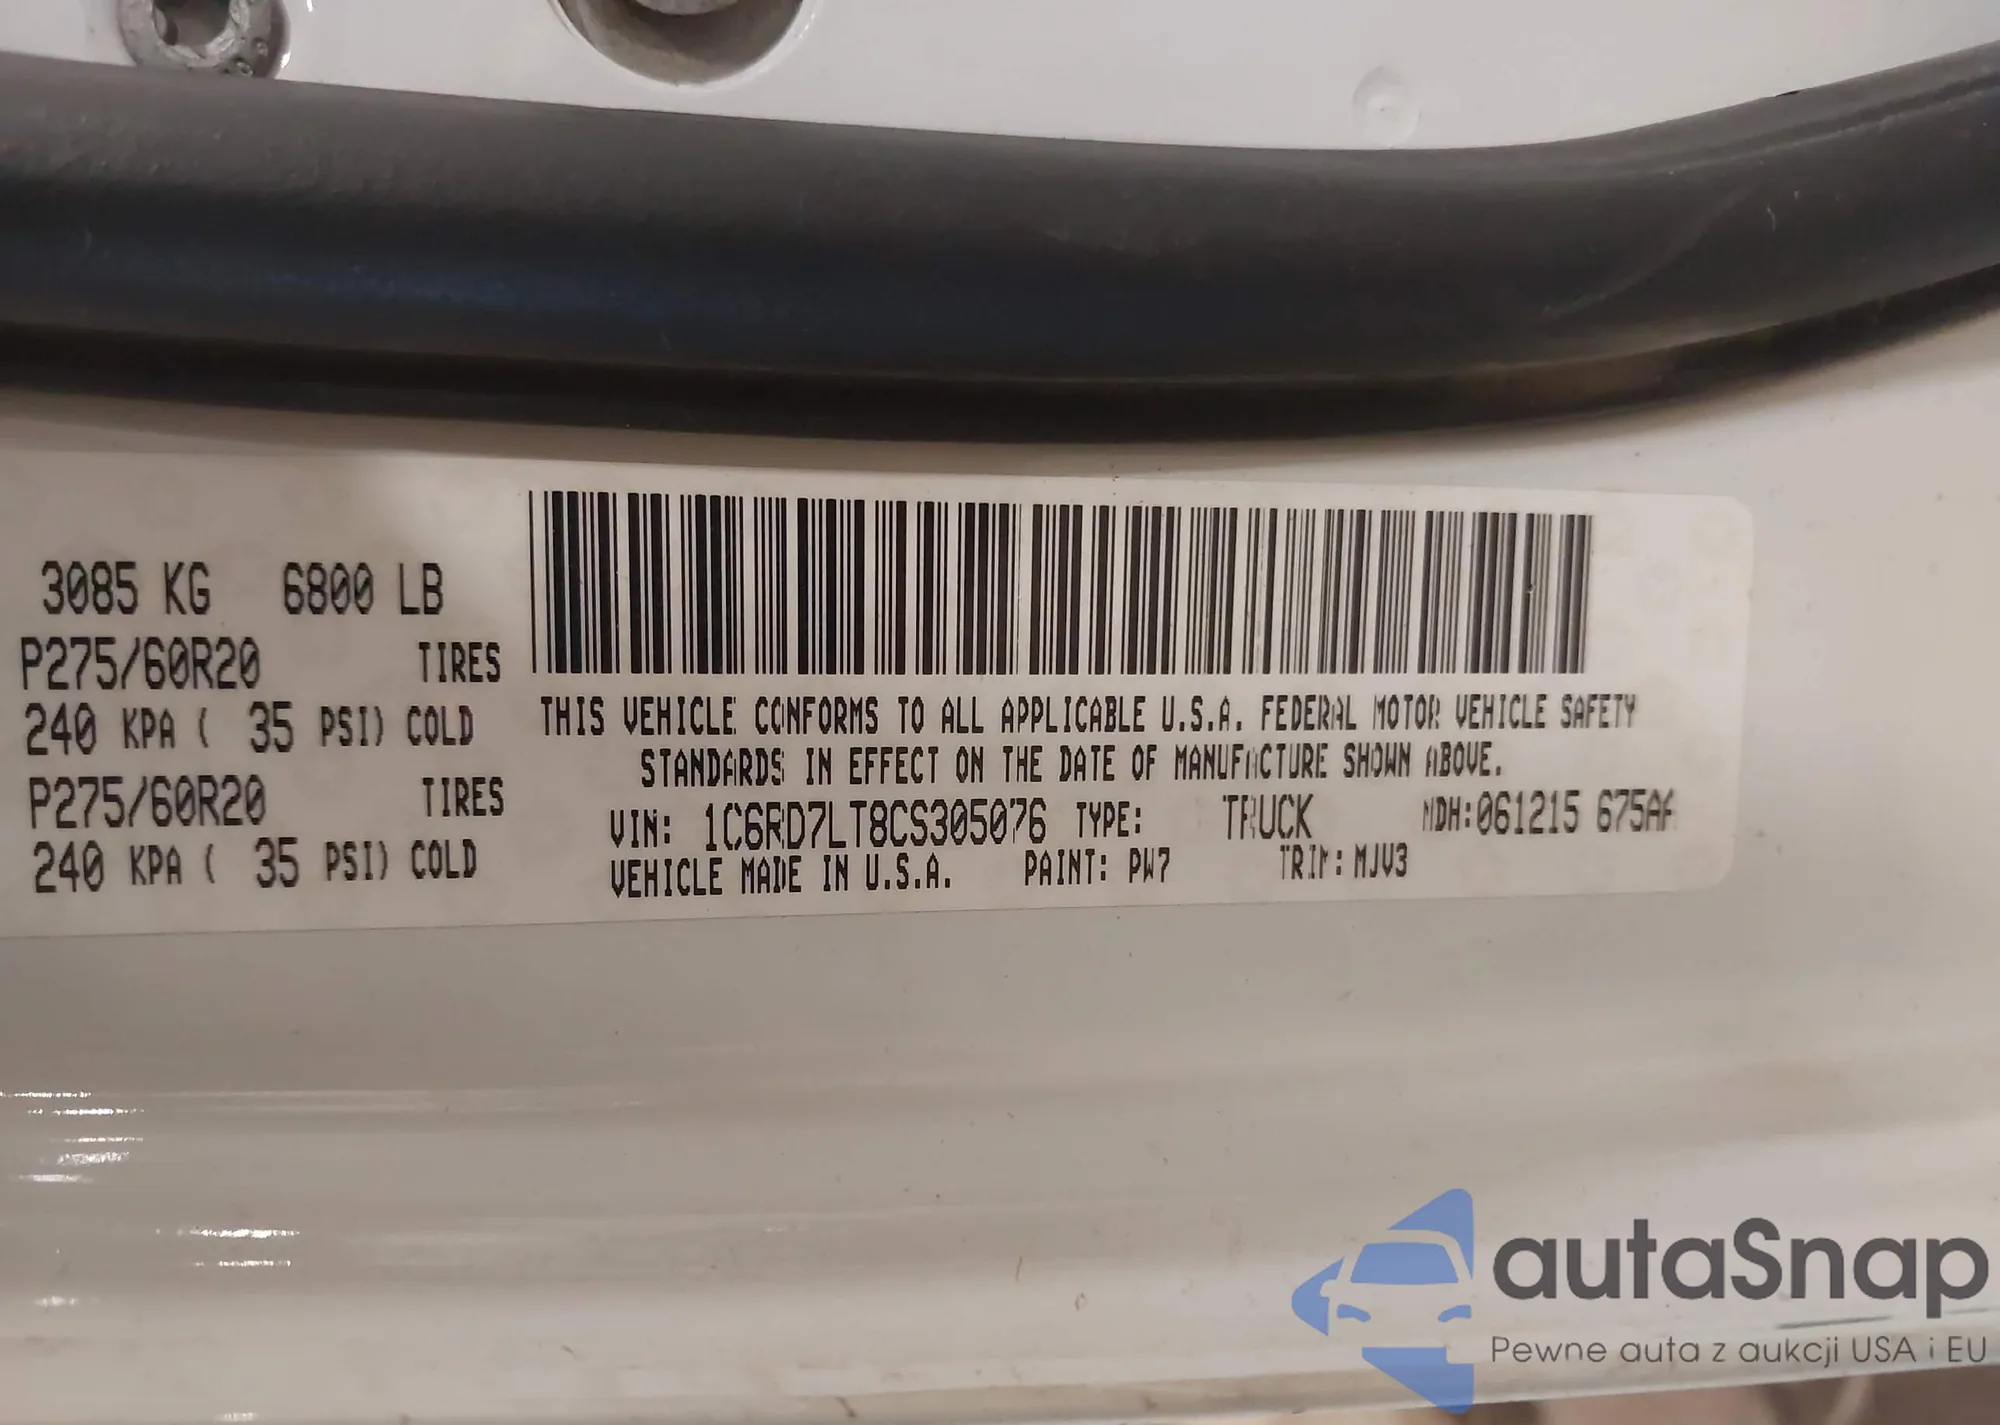 3085 KG 6800 LB
P275/60R20 TIRES
240 KPA ( 35 PSI) COLD
P275/60R20 TIRES
240 KPA ( 35 PSI) COLD
THIS VEHICLE CONFORMS TO ALL APPLICABLE U.S.A. FEDERAL MOTOR VEHICLE SAFETY
STANDARDS IN EFFECT ON THE DATE OF MANUFACTURE SHOWN ABOVE.
VIN: 1C6RD7LT8CS305076 TYPE: TRUCK MDH:061215 675AA
VEHICLE MADE IN U.S.A. PAINT: PW7 TRIM: MJV3
autaSnap
Pewne auta z aukcji USA i EU